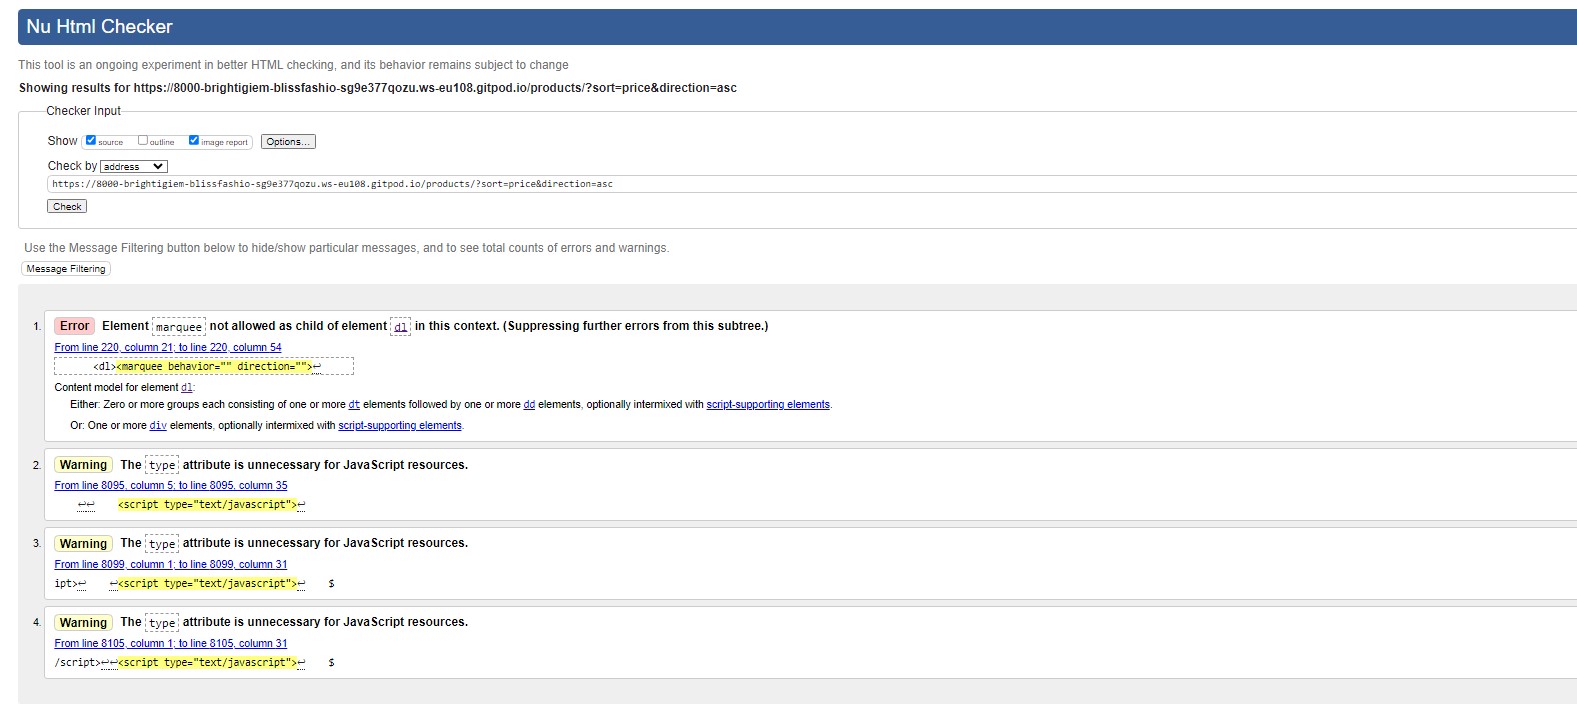 Nu Html Checker
This tool is an ongoing experiment in better HTML checking, and its behavior remains subject to change
Showing results for https://8000-brightigiem-blissfashio-sg9e377qozu.ws-eu108.gitpod.io/products/?sort=price&direction=asc
Checker Input
Show source outline image report Options...
Check by address
https://8000-brightigiem-blissfashio-sg9e377qozu.ws-eu108.gitpod.io/products/?sort=price&direction=asc
Check
Use the Message Filtering button below to hide/show particular messages, and to see total counts of errors and warnings.
Message Filtering
1. Error Element marquee not allowed as child of element dl in this context. (Suppressing further errors from this subtree.)
From line 220, column 21; to line 220, column 54
<dl><marquee behavior="" direction="">↩
Content model for element dl:
Either: Zero or more groups each consisting of one or more dt elements followed by one or more dd elements, optionally intermixed with script-supporting elements.
Or: One or more div elements, optionally intermixed with script-supporting elements.
2. Warning The type attribute is unnecessary for JavaScript resources.
From line 8095, column 5; to line 8095, column 35
↩↩ <script type="text/javascript">↩
3. Warning The type attribute is unnecessary for JavaScript resources.
From line 8099, column 1; to line 8099, column 31
ipt>↩ ↩<script type="text/javascript">↩ $
4. Warning The type attribute is unnecessary for JavaScript resources.
From line 8105, column 1; to line 8105, column 31
/script>↩↩<script type="text/javascript">↩ $